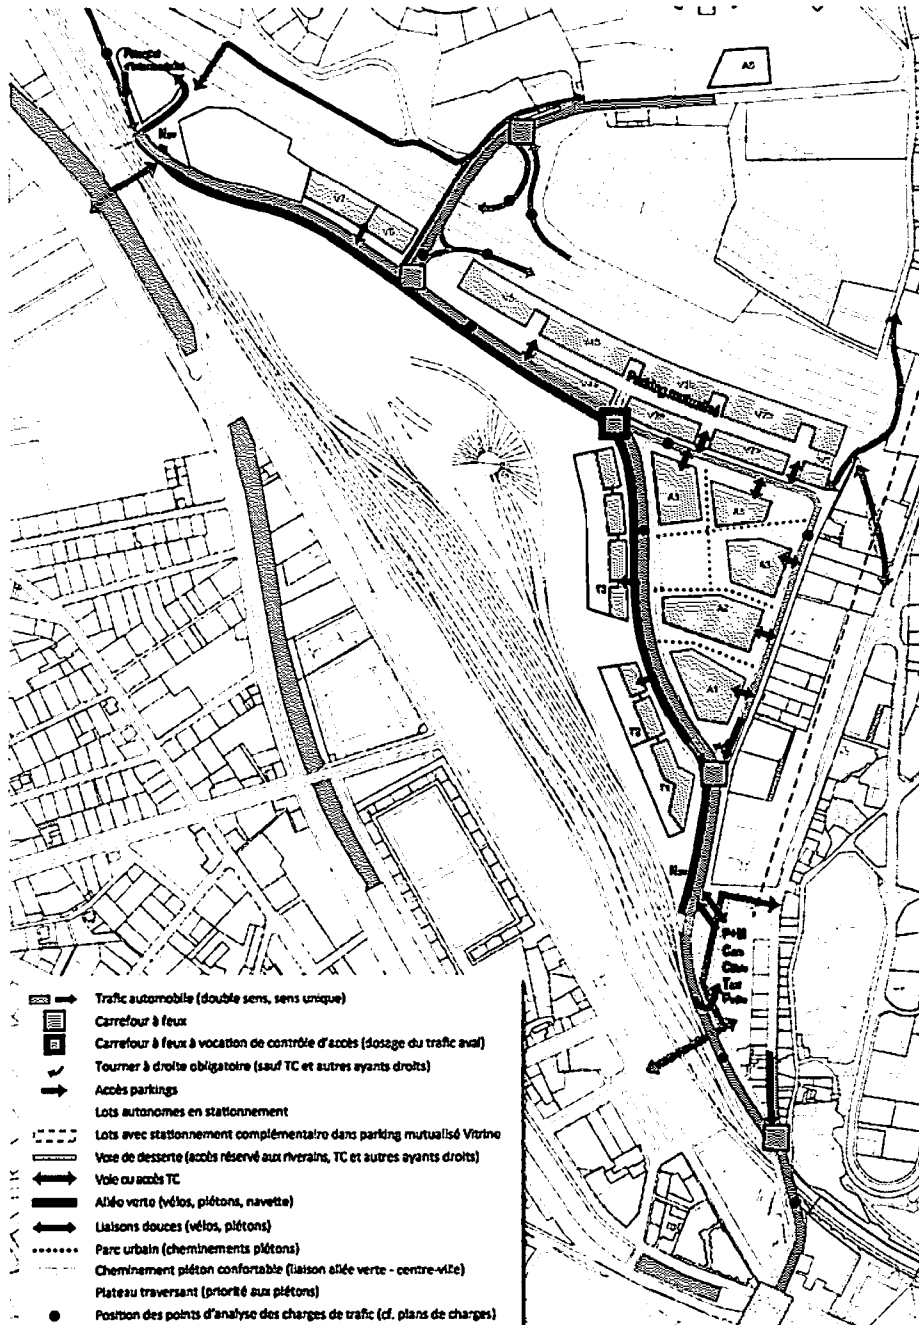 A5
V7
V6
V5
Parking mutualisé
A3
A2
A1
T3
T2
T1
P+R
Trafic automobile (double sens, sens unique)
Carrefour à feux
Carrefour à feux à vocation de contrôle d'accès (dosage du trafic aval)
Tourner à droite obligatoire (sauf TC et autres ayants droits)
Accès parkings
Lots autonomes en stationnement
Lots avec stationnement complémentaire dans parking mutualisé Vitrine
Voie de desserte (accès réservé aux riverains, TC et autres ayants droits)
Voie ou accès TC
Allée verte (vélos, piétons, navette)
Liaisons douces (vélos, piétons)
Parc urbain (cheminements piétons)
Cheminement piéton confortable (liaison allée verte - centre-ville)
Plateau traversant (priorité aux piétons)
Position des points d'analyse des charges de trafic (cf. plans de charges)